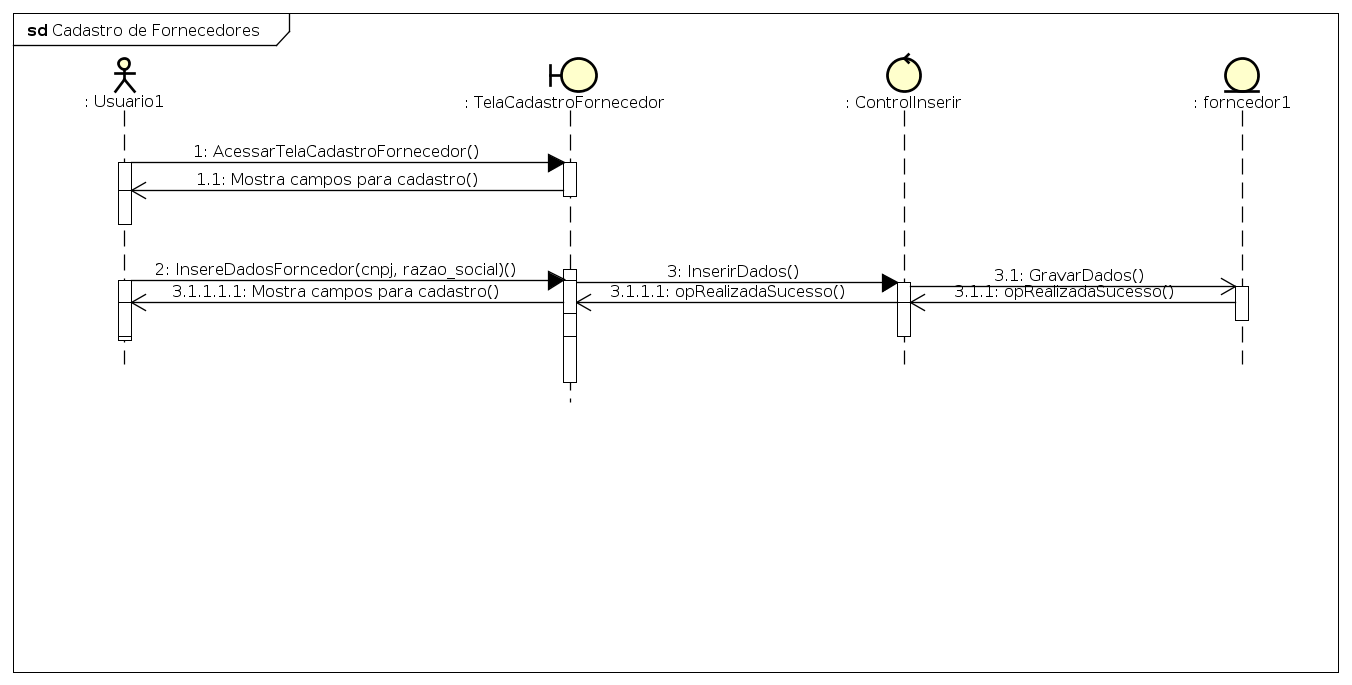 sd Cadastro de Fornecedores
: Usuario1
: TelaCadastroFornecedor
: ControlInserir
: forncedor1
1: AcessarTelaCadastroFornecedor()
1.1: Mostra campos para cadastro()
2: InsereDadosForncedor(cnpj, razao_social)()
3: InserirDados()
3.1: GravarDados()
3.1.1.1.1: Mostra campos para cadastro()
3.1.1.1: opRealizadaSucesso()
3.1.1: opRealizadaSucesso()